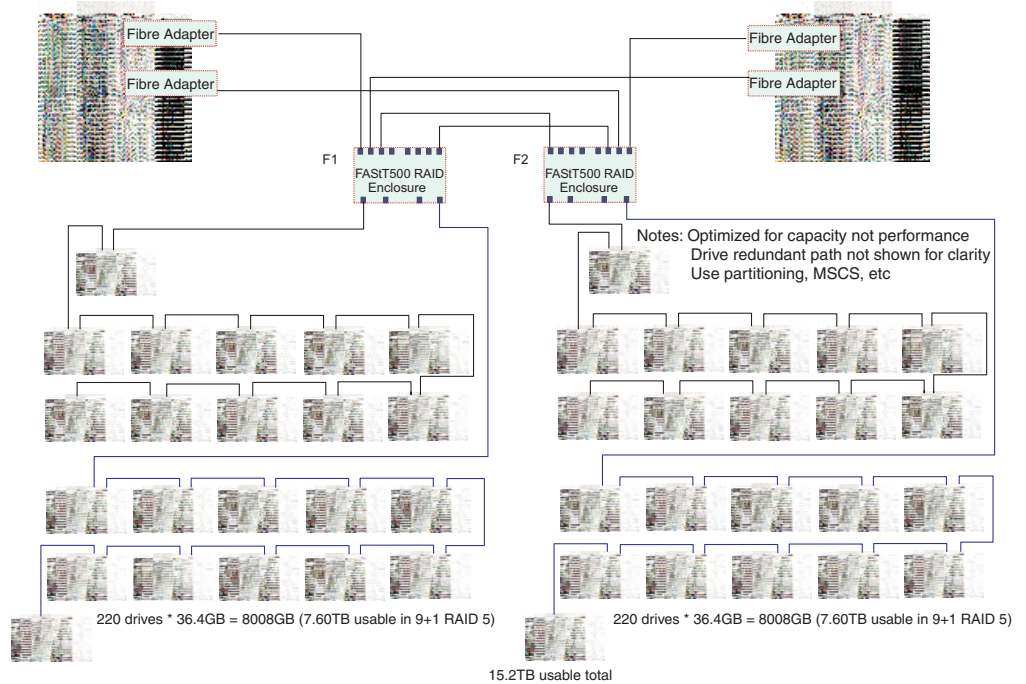 Fibre Adapter
Fibre Adapter
Fibre Adapter
Fibre Adapter
F1
FAStT500 RAID
Enclosure
F2
FAStT500 RAID
Enclosure
Notes: Optimized for capacity not performance
Drive redundant path not shown for clarity
Use partitioning, MSCS, etc
220 drives * 36.4GB = 8008GB (7.60TB usable in 9+1 RAID 5)
220 drives * 36.4GB = 8008GB (7.60TB usable in 9+1 RAID 5)
15.2TB usable total